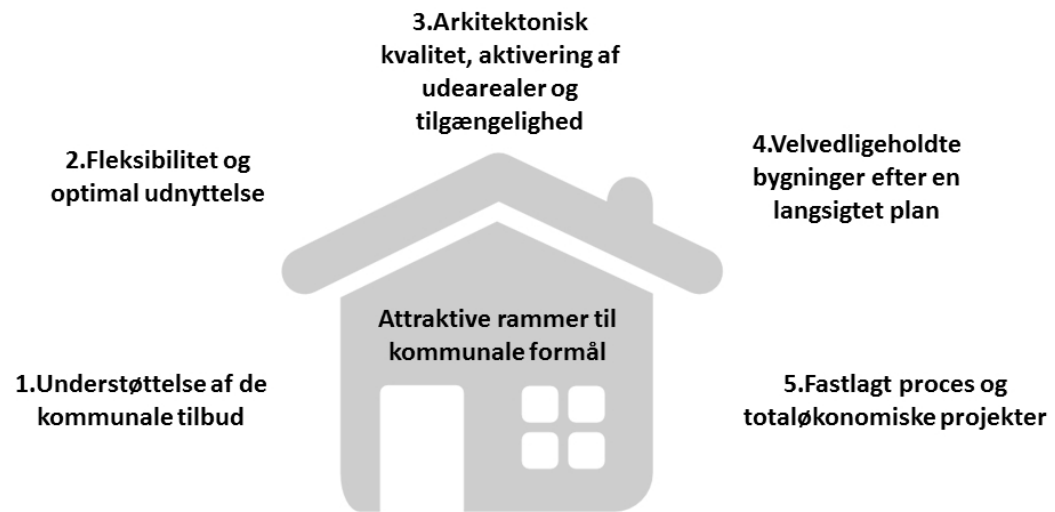 3.Arkitektonisk
kvalitet, aktivering af
udearealer og
tilgængelighed
2.Fleksibilitet og
optimal udnyttelse
4.Velvedligeholdte
bygninger efter en
langsigtet plan
Attraktive rammer til
kommunale formål
1.Understøttelse af de
kommunale tilbud
5.Fastlagt proces og
totaløkonomiske projekter